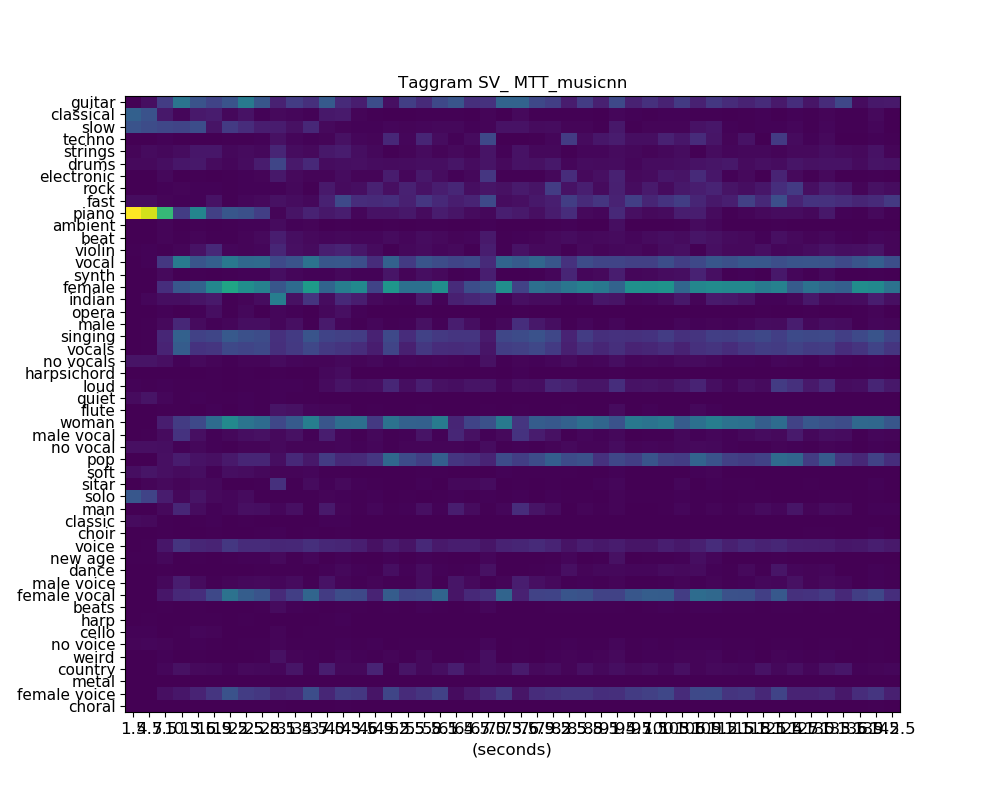 Taggram SV_ MTT_musicnn
guitar
classical
slow
techno
strings
drums
electronic
rock
fast
piano
ambient
beat
violin
vocal
synth
female
indian
opera
male
singing
vocals
no vocals
harpsichord
loud
quiet
flute
woman
male vocal
no vocal
pop
soft
sitar
solo
man
classic
choir
voice
new age
dance
male voice
female vocal
beats
harp
cello
no voice
weird
country
metal
female voice
choral
(seconds)